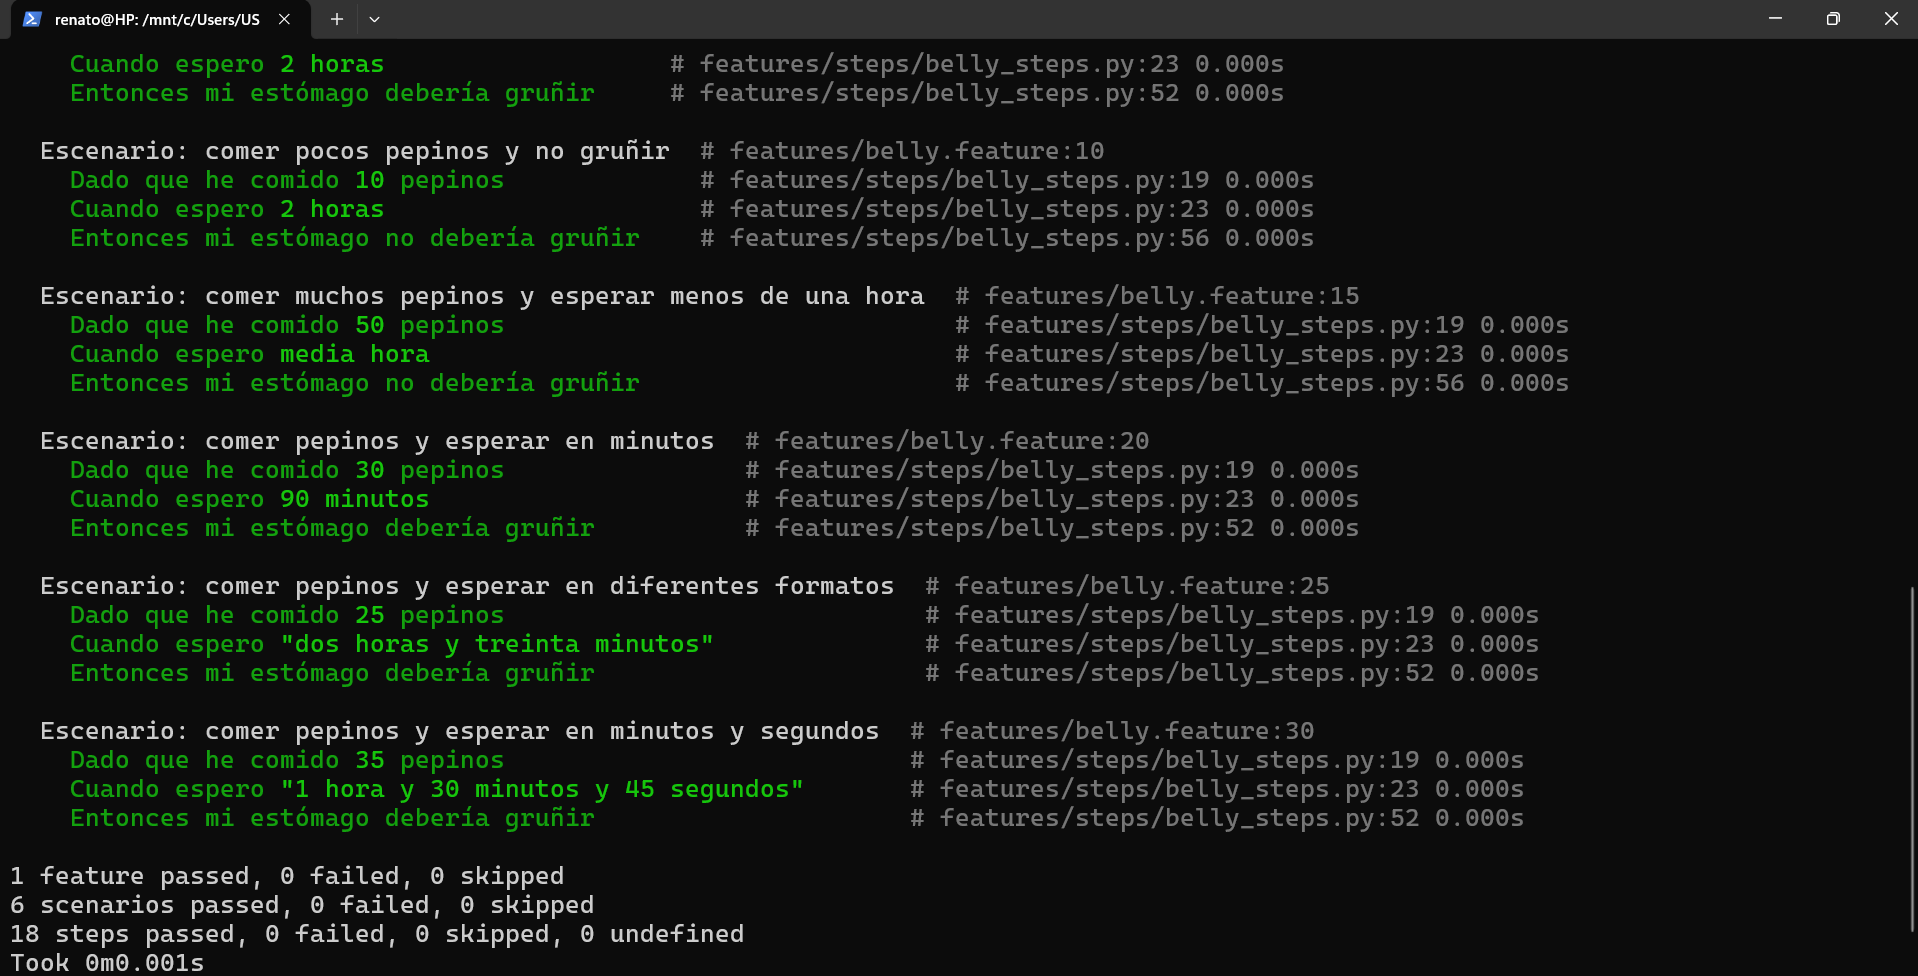 renato@HP: /mnt/c/Users/US
Cuando espero 2 horas # features/steps/belly_steps.py:23 0.000s
Entonces mi estómago debería gruñir # features/steps/belly_steps.py:52 0.000s
Escenario: comer pocos pepinos y no gruñir # features/belly.feature:10
Dado que he comido 10 pepinos # features/steps/belly_steps.py:19 0.000s
Cuando espero 2 horas # features/steps/belly_steps.py:23 0.000s
Entonces mi estómago no debería gruñir # features/steps/belly_steps.py:56 0.000s
Escenario: comer muchos pepinos y esperar menos de una hora # features/belly.feature:15
Dado que he comido 50 pepinos # features/steps/belly_steps.py:19 0.000s
Cuando espero media hora # features/steps/belly_steps.py:23 0.000s
Entonces mi estómago no debería gruñir # features/steps/belly_steps.py:56 0.000s
Escenario: comer pepinos y esperar en minutos # features/belly.feature:20
Dado que he comido 30 pepinos # features/steps/belly_steps.py:19 0.000s
Cuando espero 90 minutos # features/steps/belly_steps.py:23 0.000s
Entonces mi estómago debería gruñir # features/steps/belly_steps.py:52 0.000s
Escenario: comer pepinos y esperar en diferentes formatos # features/belly.feature:25
Dado que he comido 25 pepinos # features/steps/belly_steps.py:19 0.000s
Cuando espero "dos horas y treinta minutos" # features/steps/belly_steps.py:23 0.000s
Entonces mi estómago debería gruñir # features/steps/belly_steps.py:52 0.000s
Escenario: comer pepinos y esperar en minutos y segundos # features/belly.feature:30
Dado que he comido 35 pepinos # features/steps/belly_steps.py:19 0.000s
Cuando espero "1 hora y 30 minutos y 45 segundos" # features/steps/belly_steps.py:23 0.000s
Entonces mi estómago debería gruñir # features/steps/belly_steps.py:52 0.000s
1 feature passed, 0 failed, 0 skipped
6 scenarios passed, 0 failed, 0 skipped
18 steps passed, 0 failed, 0 skipped, 0 undefined
Took 0m0.001s